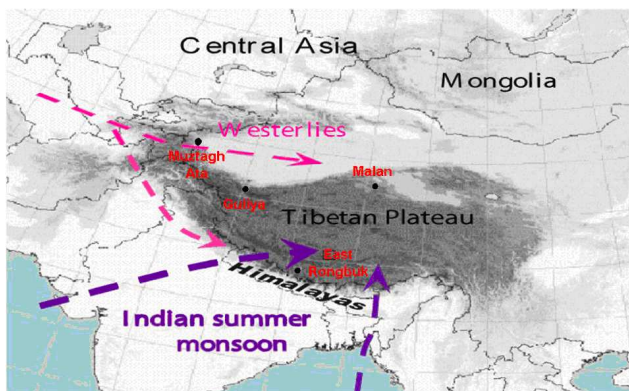 Central Asia
Mongolia
Westerlies
Muztagh
Ata
Malan
Guliya
Tibetan Plateau
East
Rongbuk
Himalayas
Indian summer
monsoon